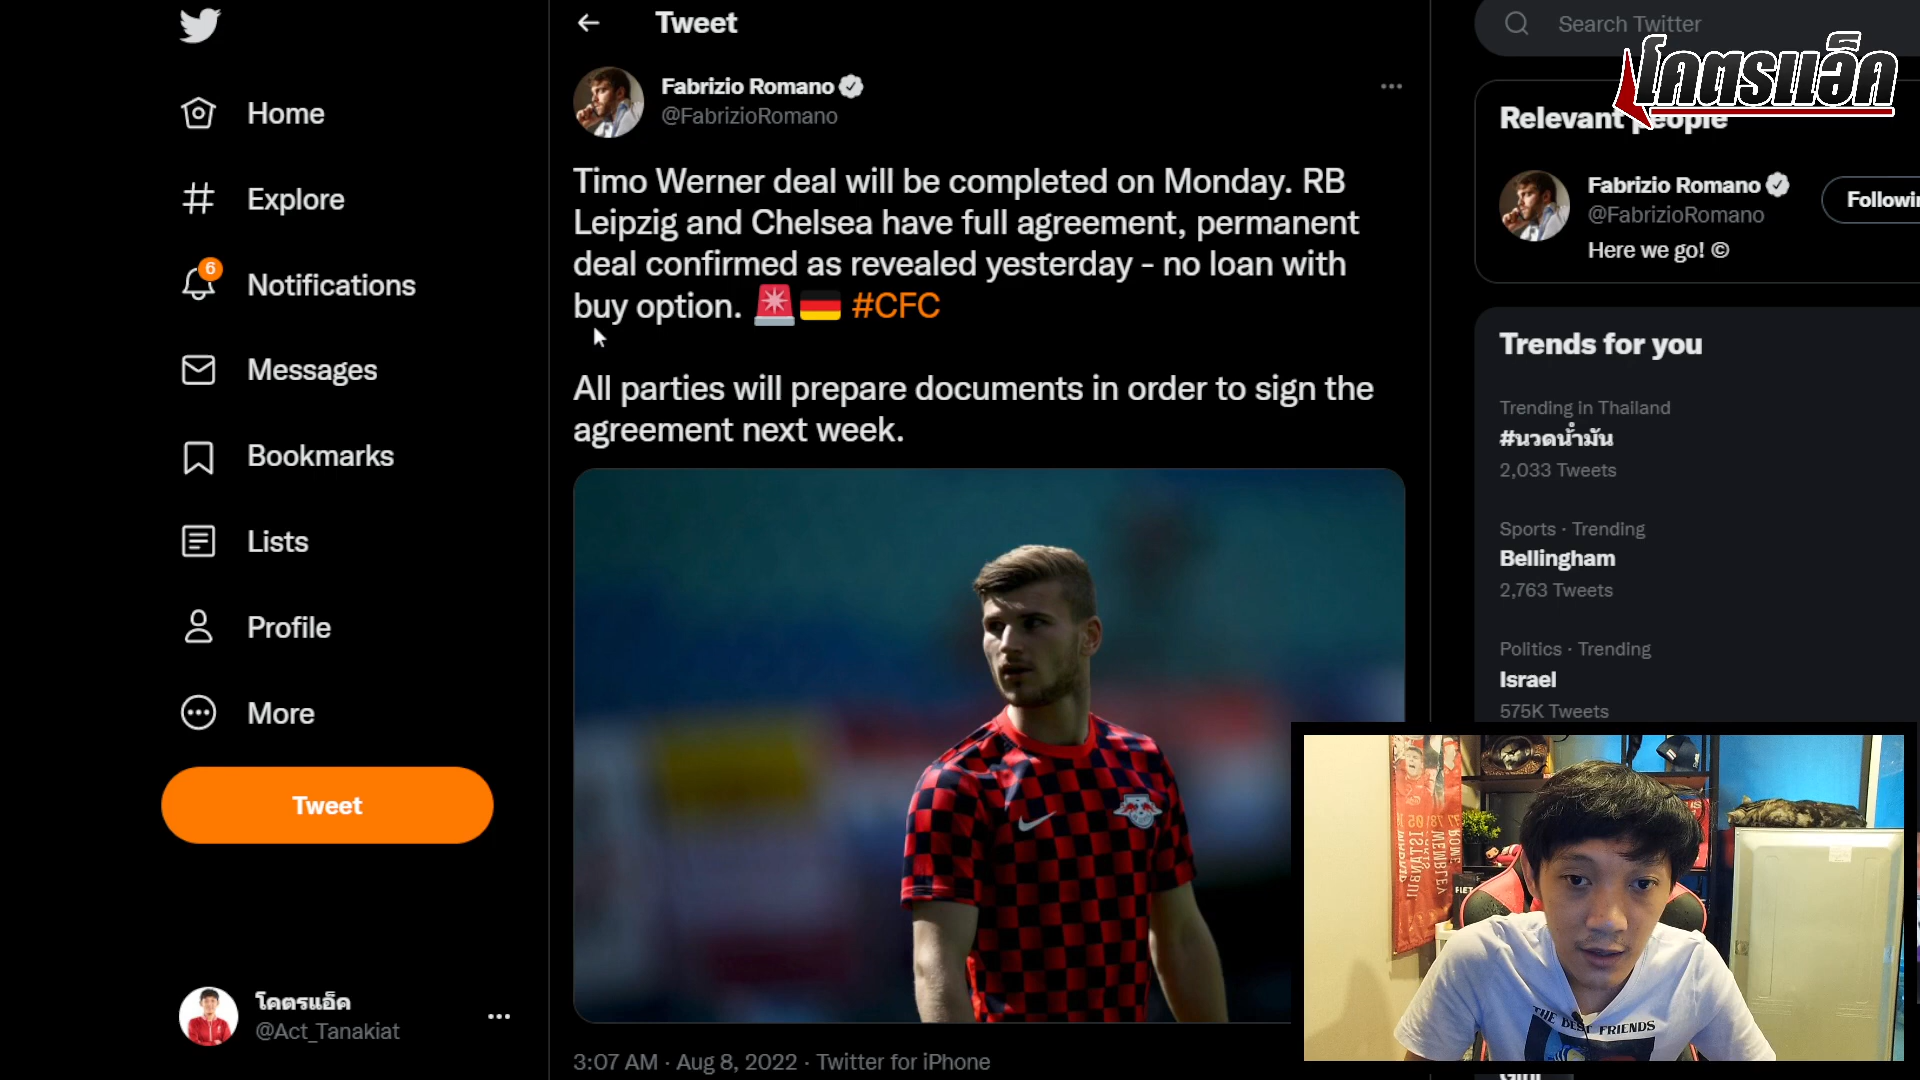 Home
Explore
6
Notifications
Messages
Bookmarks
Lists
Profile
More
Tweet
โคตรแอ็ค
@Act_Tanakiat
Tweet
Fabrizio Romano
@FabrizioRomano
Timo Werner deal will be completed on Monday. RB
Leipzig and Chelsea have full agreement, permanent
deal confirmed as revealed yesterday - no loan with
buy option. 🚨🇩🇪 #CFC
All parties will prepare documents in order to sign the
agreement next week.
3:07 AM · Aug 8, 2022 · Twitter for iPhone
Search Twitter
โคตรแอ็ค
Relevant people
Fabrizio Romano
@FabrizioRomano
Here we go! ©
Followin
Trends for you
Trending in Thailand
#นวดน้ำมัน
2,033 Tweets
Sports · Trending
Bellingham
2,763 Tweets
Politics · Trending
Israel
575K Tweets
THE BEST FRIENDS